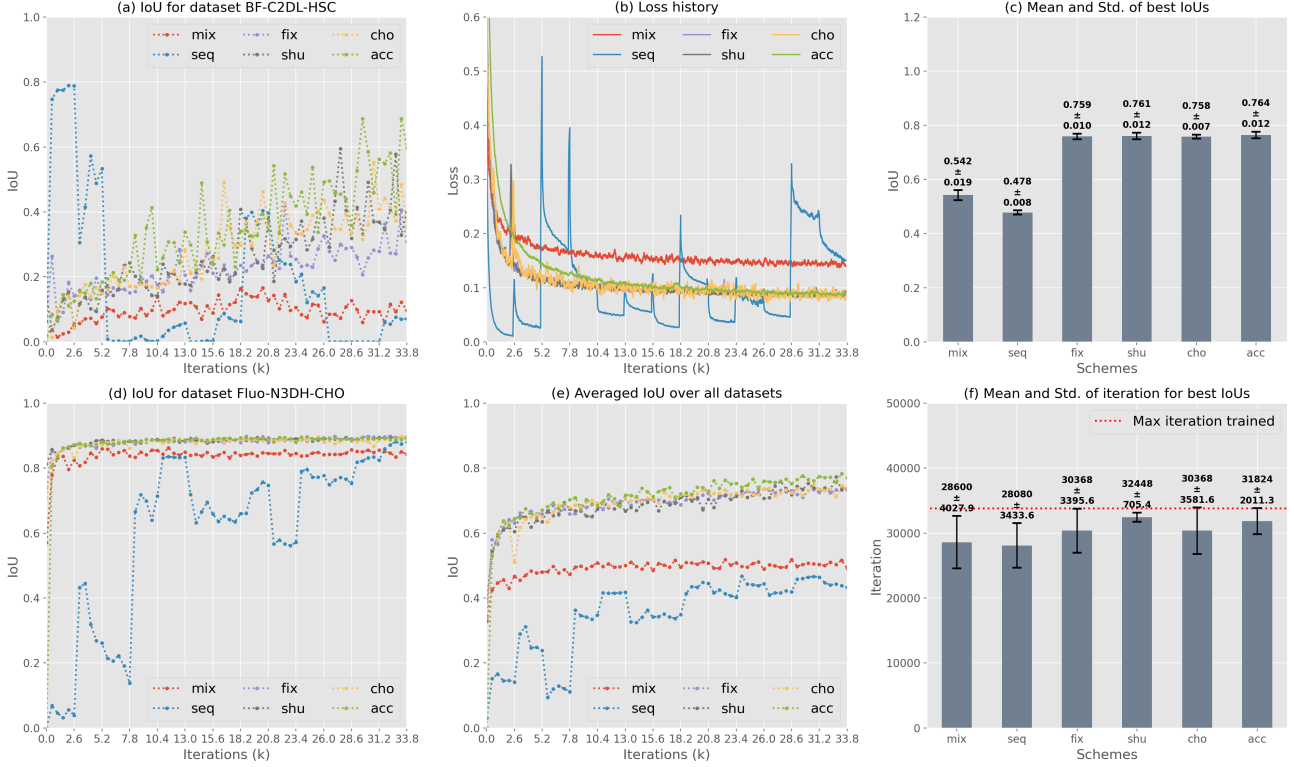 (a) IoU for dataset BF-C2DL-HSC
1.0
0.8
0.6
0.4
0.2
0.0
IoU
mix fix cho
seq shu acc
0.0 2.6 5.2 7.8 10.4 13.0 15.6 18.2 20.8 23.4 26.0 28.6 31.2 33.8
Iterations (k)
(b) Loss history
0.6
0.5
0.4
0.3
0.2
0.1
0.0
Loss
mix fix cho
seq shu acc
0.0 2.6 5.2 7.8 10.4 13.0 15.6 18.2 20.8 23.4 26.0 28.6 31.2 33.8
Iterations (k)
(c) Mean and Std. of best IoUs
1.2
1.0
0.8
0.6
0.4
0.2
0.0
IoU
0.542
±
0.019
0.478
±
0.008
0.759
±
0.010
0.761
±
0.012
0.758
±
0.007
0.764
±
0.012
mix seq fix shu cho acc
Schemes
(d) IoU for dataset Fluo-N3DH-CHO
1.0
0.8
0.6
0.4
0.2
0.0
IoU
mix fix cho
seq shu acc
0.0 2.6 5.2 7.8 10.4 13.0 15.6 18.2 20.8 23.4 26.0 28.6 31.2 33.8
Iterations (k)
(e) Averaged IoU over all datasets
1.0
0.8
0.6
0.4
0.2
0.0
IoU
mix fix cho
seq shu acc
0.0 2.6 5.2 7.8 10.4 13.0 15.6 18.2 20.8 23.4 26.0 28.6 31.2 33.8
Iterations (k)
(f) Mean and Std. of iteration for best IoUs
50000
40000
30000
20000
10000
0
Iteration
Max iteration trained
28600
±
4027.9
28080
±
3433.6
30368
±
3395.6
32448
±
705.4
30368
±
3581.6
31824
±
2011.3
mix seq fix shu cho acc
Schemes